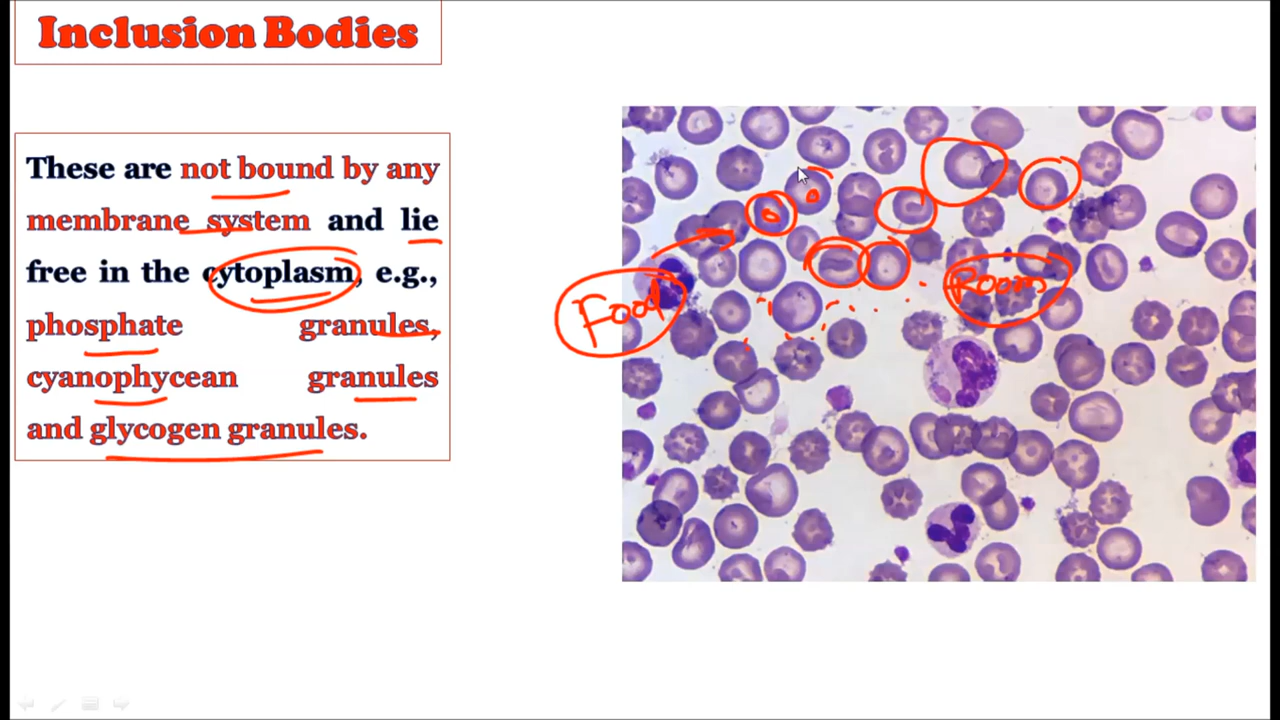 Inclusion Bodies
These are not bound by any
membrane system and lie
free in the cytoplasm, e.g.,
phosphate granules,
cyanophycean granules
and glycogen granules.
Food
Room